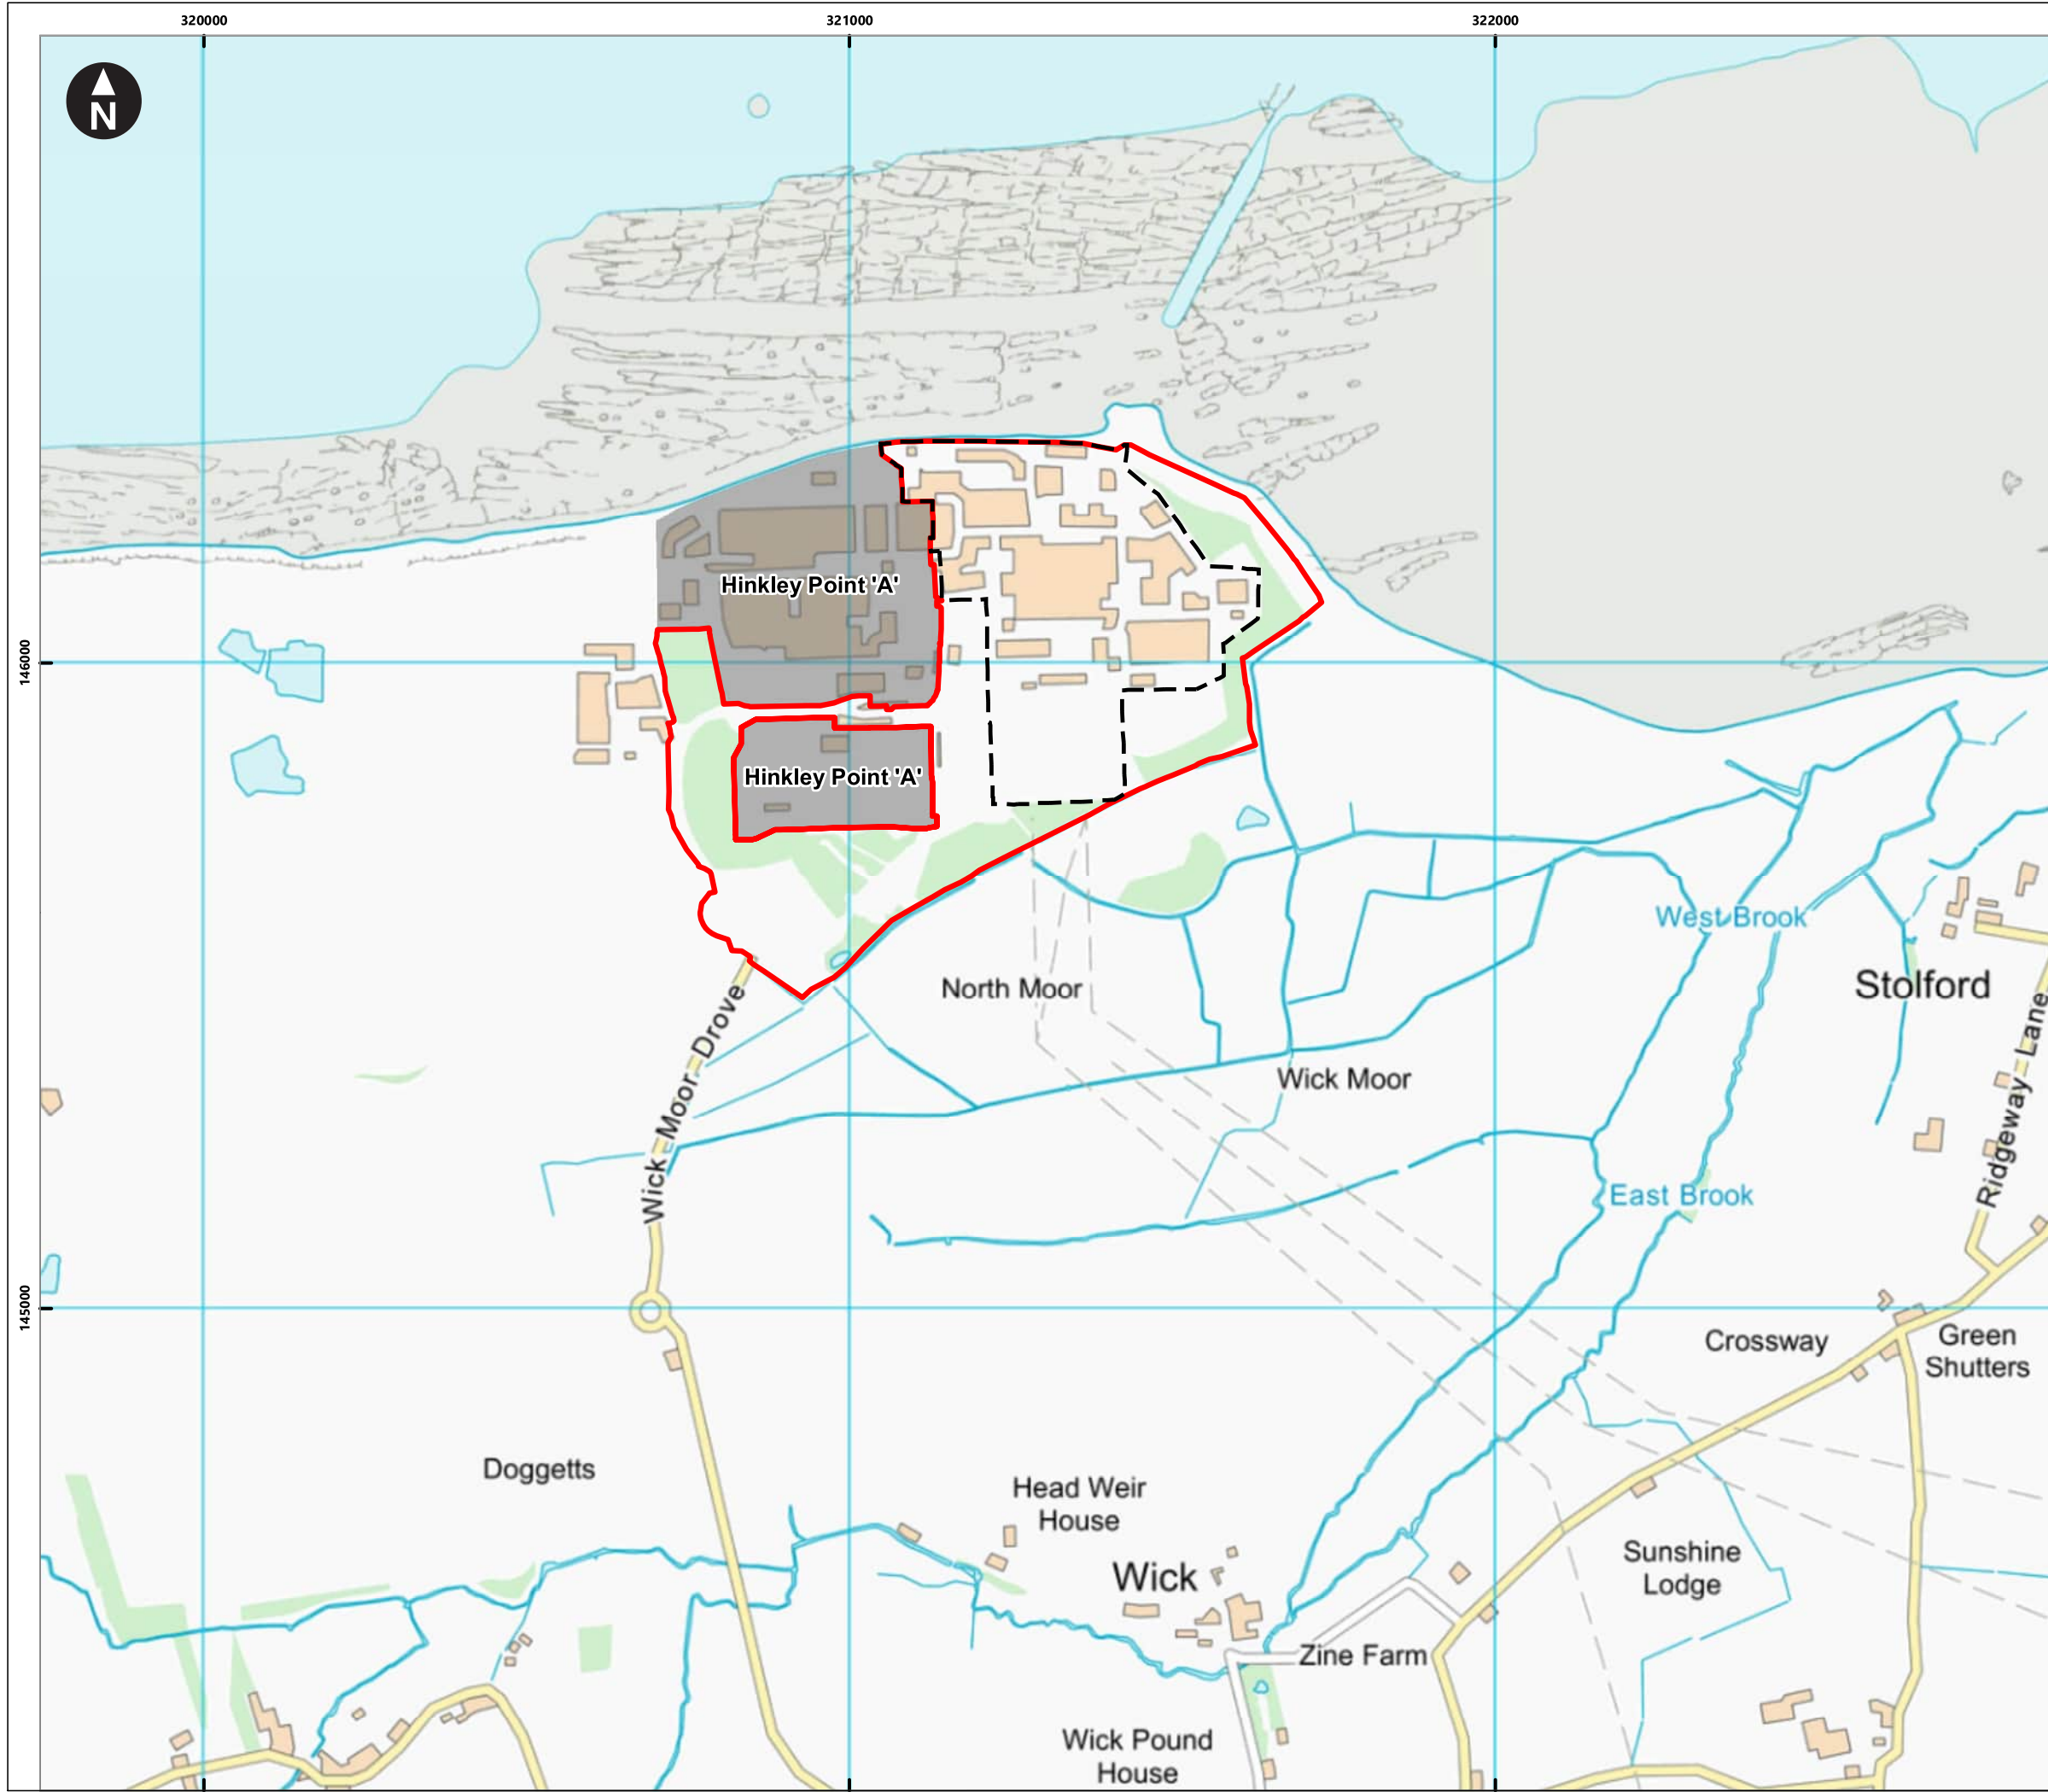 320000
321000
322000
N
Hinkley Point 'A'
146000
Hinkley Point 'A'
West Brook
Stolford
North Moor
Wick Moor Drove
Wick Moor
Ridgeway Lane
East Brook
145000
Crossway
Green
Shutters
Doggetts
Head Weir
House
Wick
Sunshine
Lodge
Zine Farm
Wick Pound
House